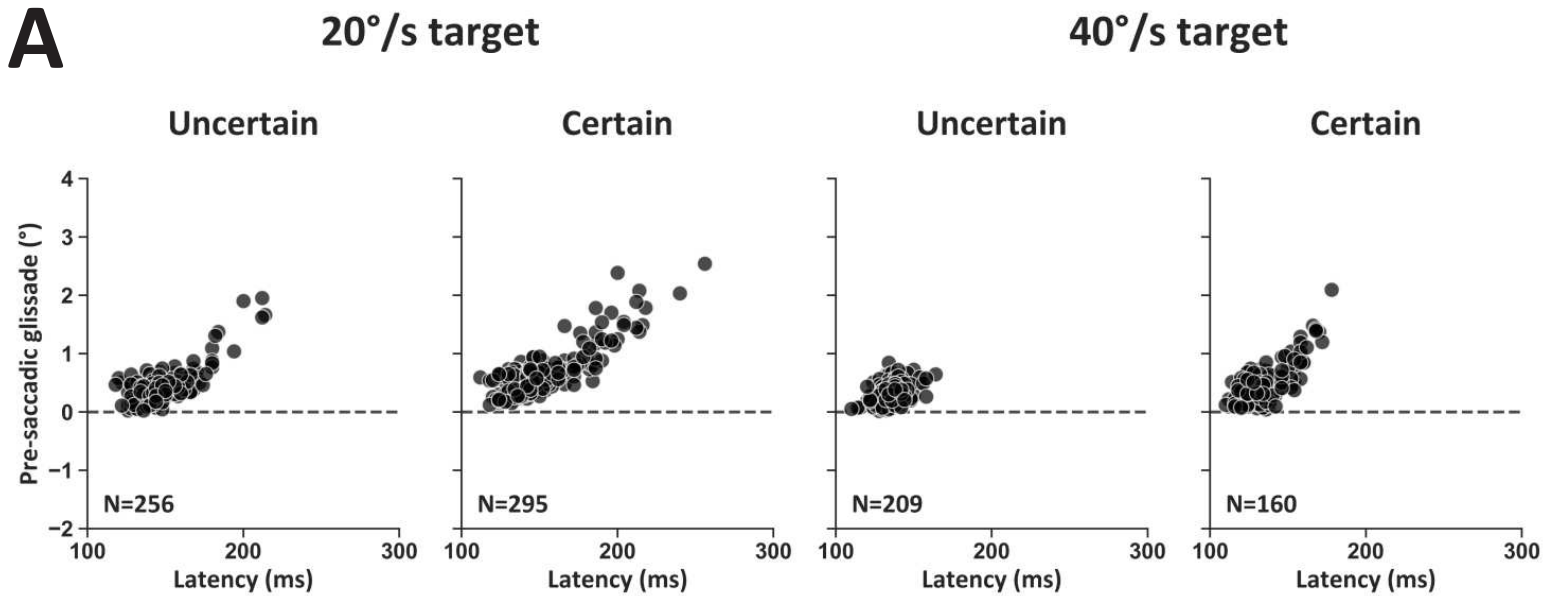 A
20°/s target
40°/s target
Uncertain
Certain
Uncertain
Certain
Pre-saccadic glissade (°)
4
3
2
1
0
−1
−2
N=256
N=295
N=209
N=160
100
200
300
100
200
300
100
200
300
100
200
300
Latency (ms)
Latency (ms)
Latency (ms)
Latency (ms)